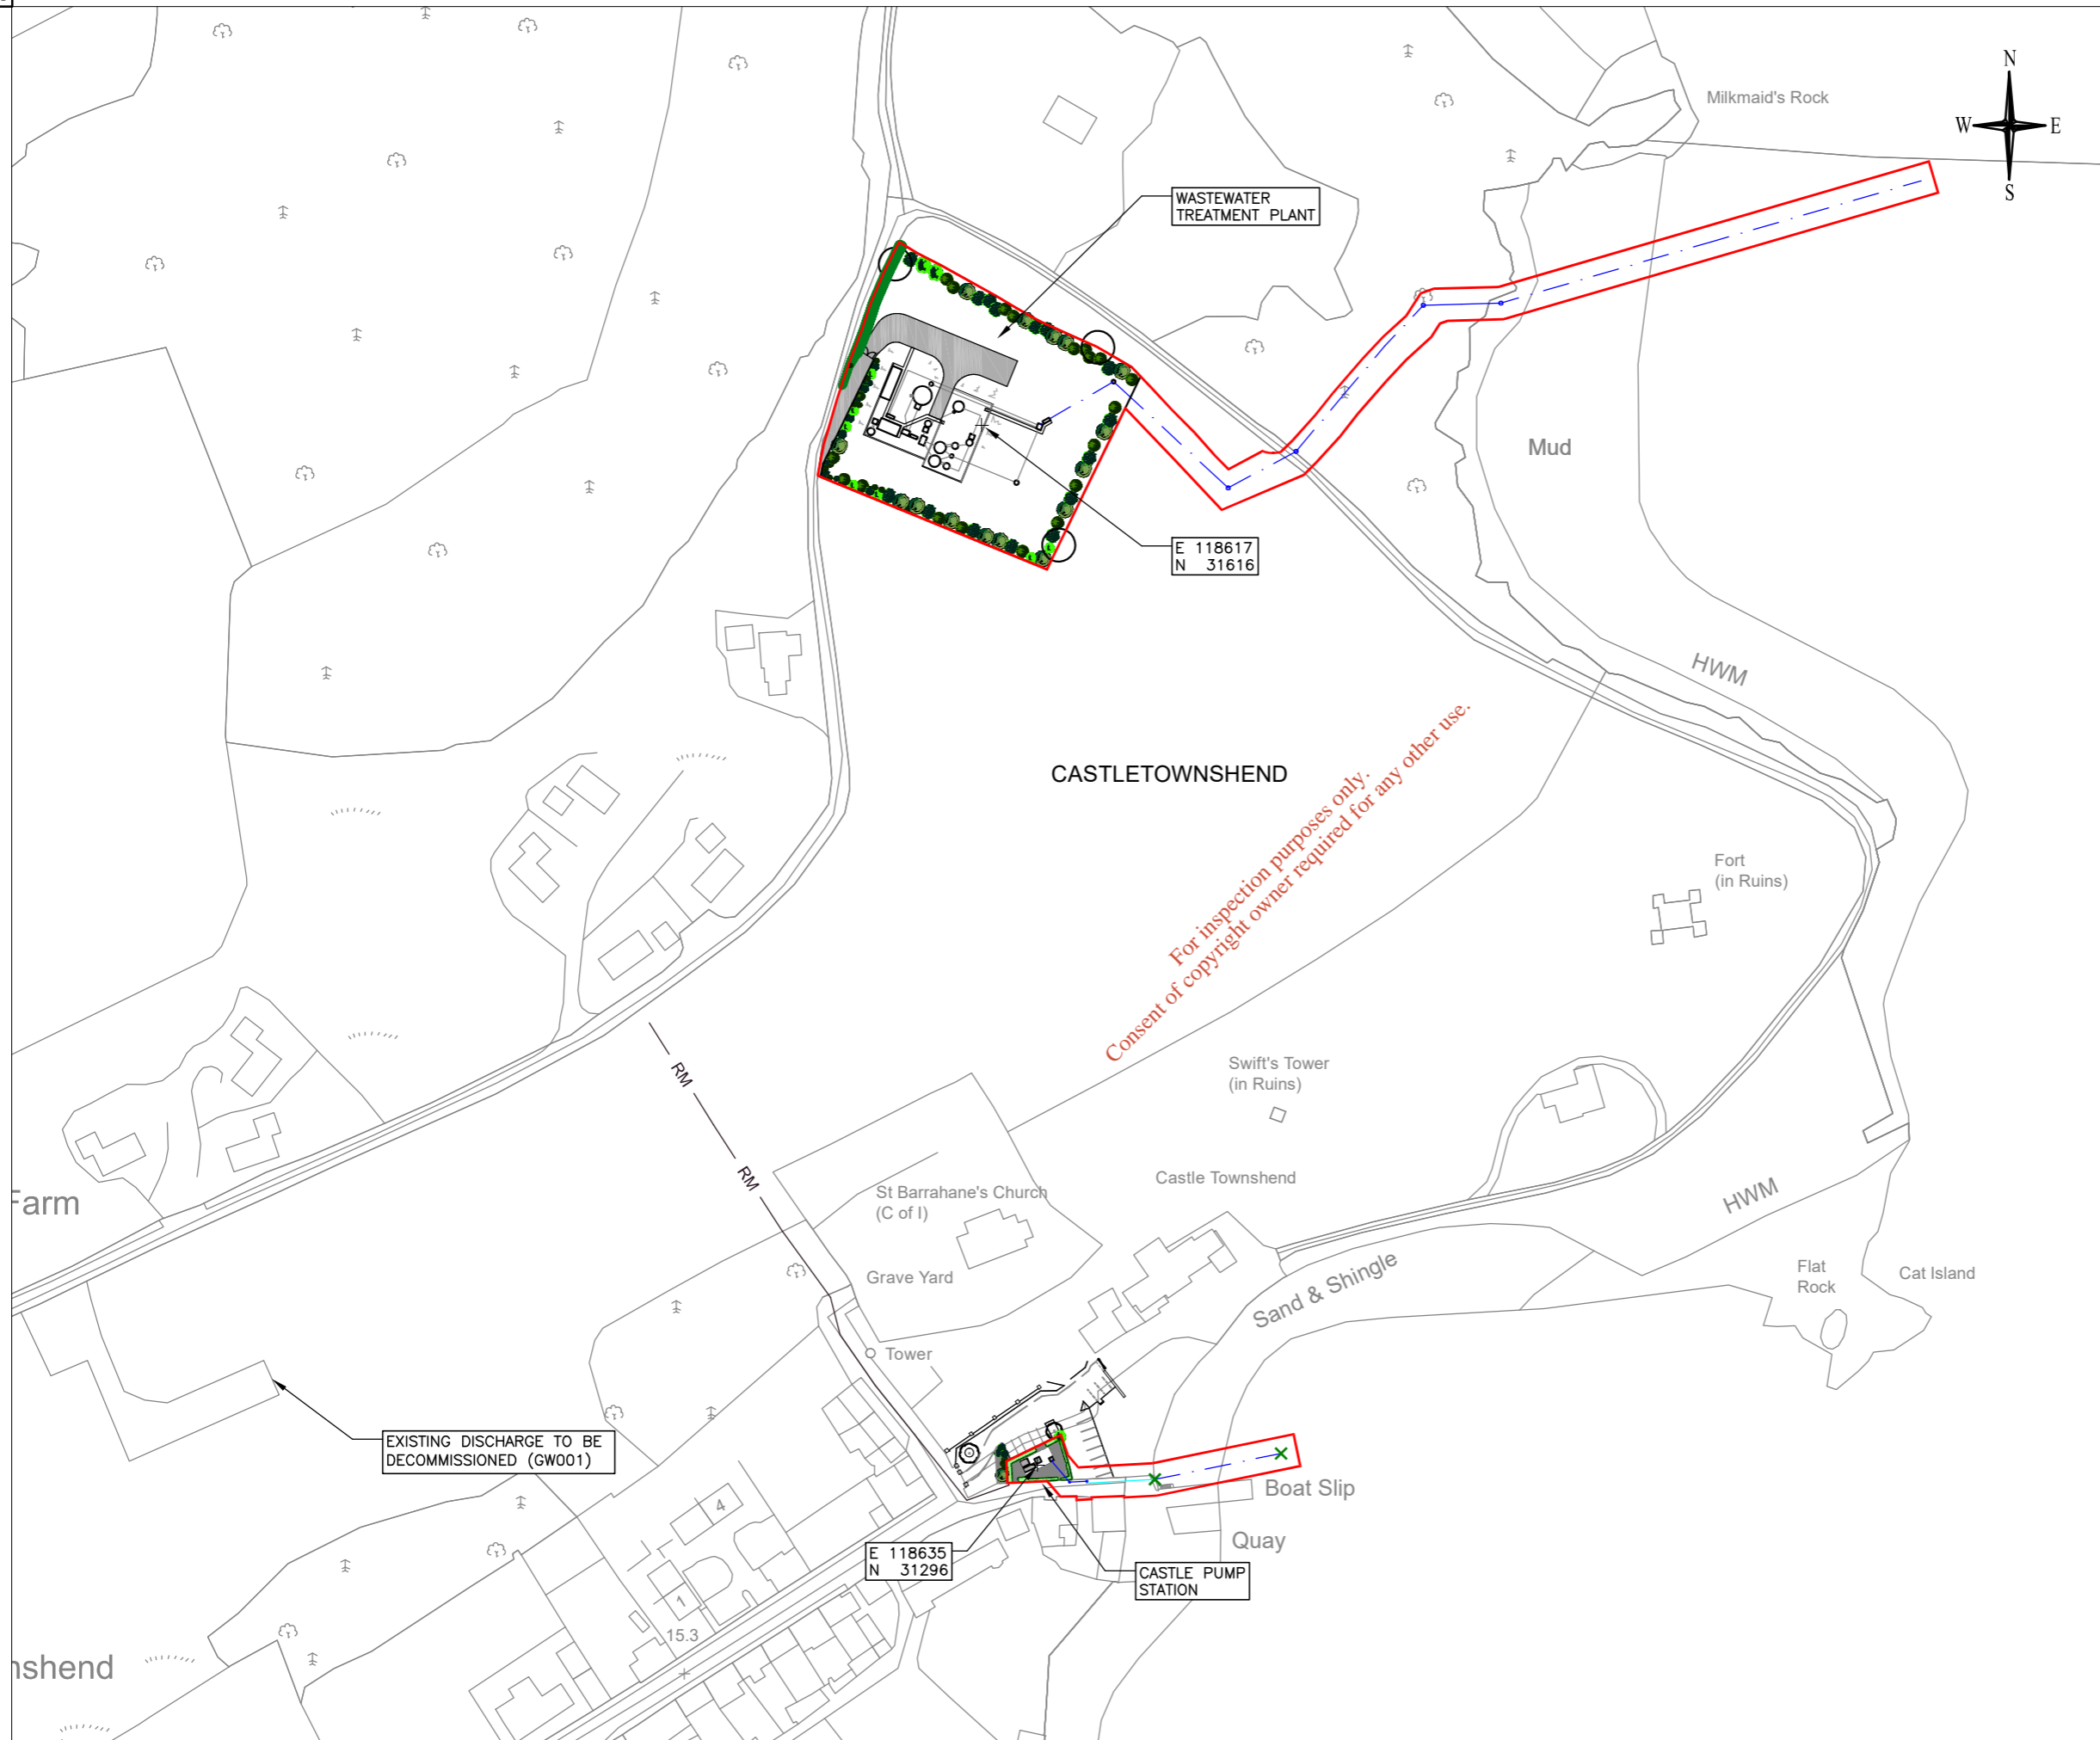 N
W
E
S
Milkmaid's Rock
WASTEWATER
TREATMENT PLANT
Mud
E 118617
N 31616
HWM
CASTLETOWNSHEND
For inspection purposes only.
Consent of copyright owner required for any other use.
Fort
(in Ruins)
RM
RM
Swift's Tower
(in Ruins)
Castle Townshend
St Barrahane's Church
(C of I)
Farm
HWM
Grave Yard
Sand & Shingle
Flat
Rock
Cat Island
Tower
EXISTING DISCHARGE TO BE
DECOMMISSIONED (GW001)
Boat Slip
4
Quay
E 118635
N 31296
CASTLE PUMP
STATION
1
15.3
nshend